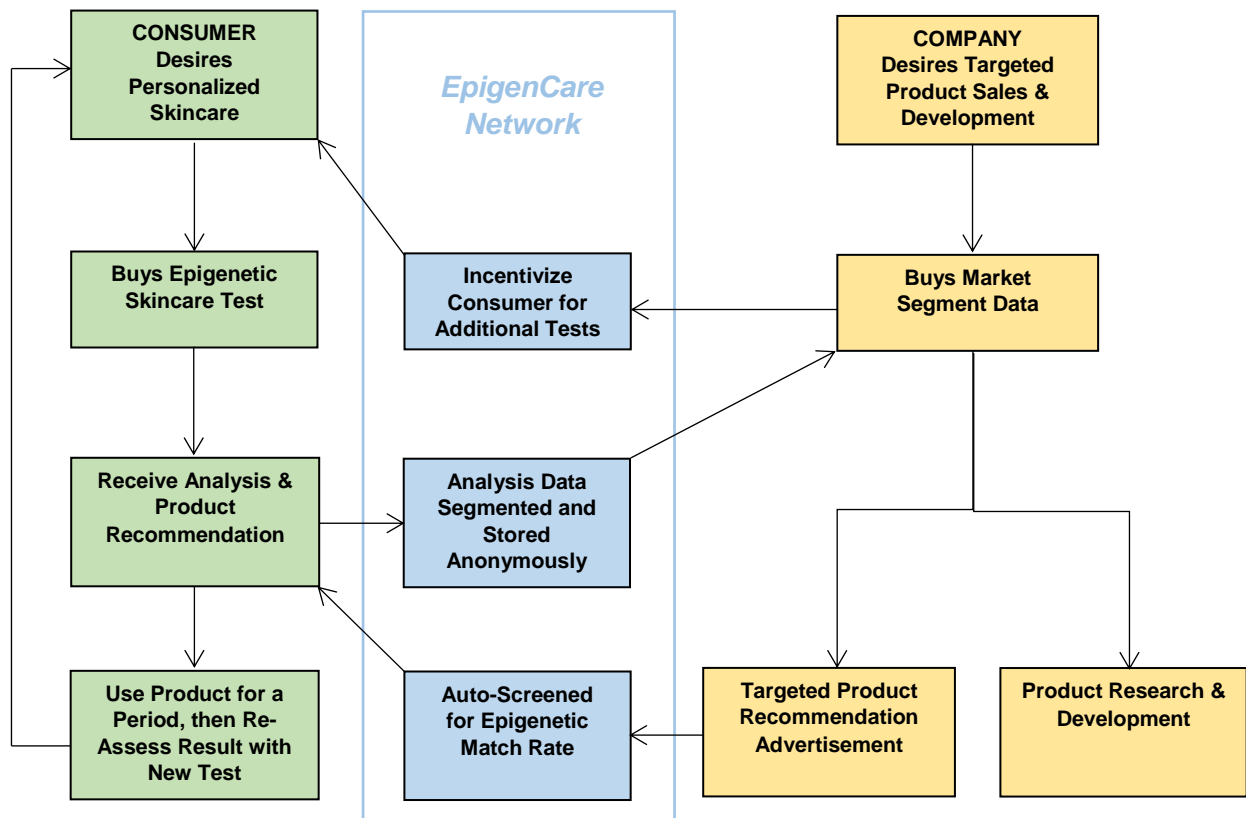 CONSUMER
Desires
Personalized
Skincare
EpigenCare
Network
COMPANY
Desires Targeted
Product Sales &
Development
Buys Epigenetic
Skincare Test
Incentivize
Consumer for
Additional Tests
Buys Market
Segment Data
Receive Analysis &
Product
Recommendation
Analysis Data
Segmented and
Stored
Anonymously
Use Product for a
Period, then Re-
Assess Result with
New Test
Auto-Screened
for Epigenetic
Match Rate
Targeted Product
Recommendation
Advertisement
Product Research &
Development